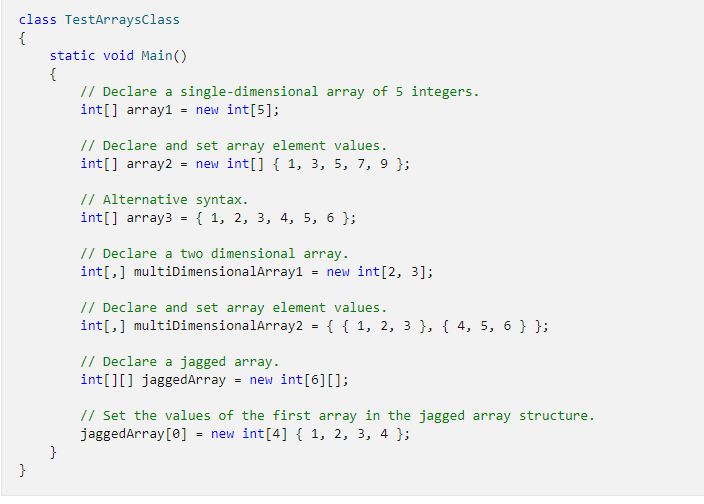 class TestArraysClass
{
    static void Main()
    {
        // Declare a single-dimensional array of 5 integers.
        int[] array1 = new int[5];

        // Declare and set array element values.
        int[] array2 = new int[] { 1, 3, 5, 7, 9 };

        // Alternative syntax.
        int[] array3 = { 1, 2, 3, 4, 5, 6 };

        // Declare a two dimensional array.
        int[,] multiDimensionalArray1 = new int[2, 3];

        // Declare and set array element values.
        int[,] multiDimensionalArray2 = { { 1, 2, 3 }, { 4, 5, 6 } };

        // Declare a jagged array.
        int[][] jaggedArray = new int[6][];

        // Set the values of the first array in the jagged array structure.
        jaggedArray[0] = new int[4] { 1, 2, 3, 4 };
    }
}